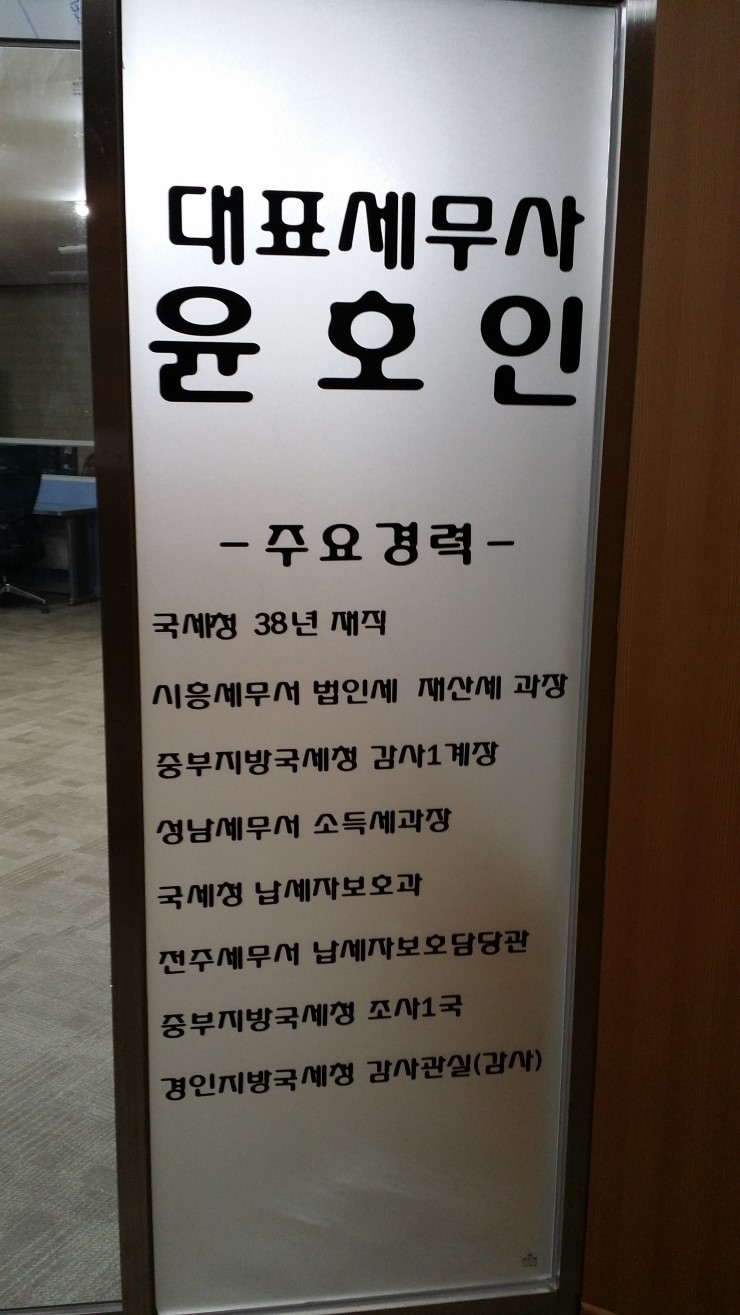 대표세무사
윤호인
-주요경력-
국세청 38년 재직
시흥세무서 법인세 재산세 과장
중부지방국세청 감사1계장
성남세무서 소득세과장
국세청 납세자보호과
전주세무서 납세자보호담당관
중부지방국세청 조사1국
경인지방국세청 감사관실(감사)